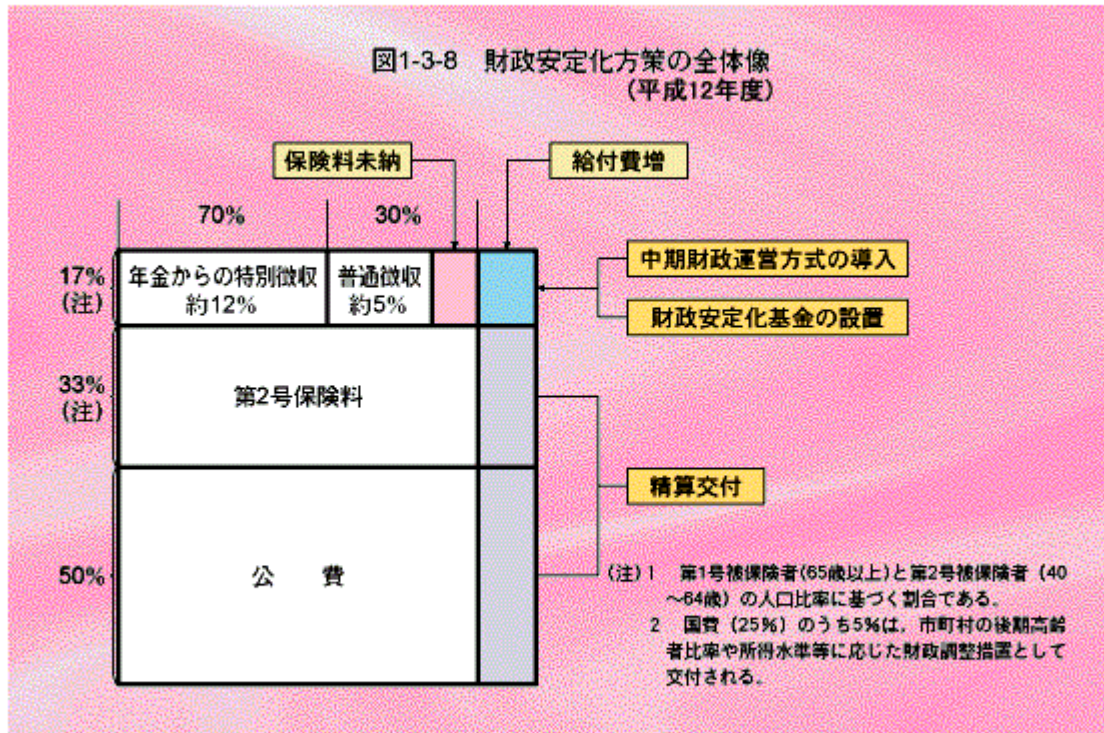 図1-3-8 財政安定化方策の全体像
(平成12年度)
保険料未納
給付費増
70%
30%
17%
(注)
年金からの特別徴収
約12%
普通徴収
約5%
中期財政運営方式の導入
財政安定化基金の設置
33%
(注)
第2号保険料
精算交付
50%
公 費
(注) 1 第1号被保険者(65歳以上)と第2号被保険者(40
～64歳)の人口比率に基づく割合である。
2 国費(25%)のうち5%は、市町村の後期高齢
者比率や所得水準等に応じた財政調整措置として
交付される。